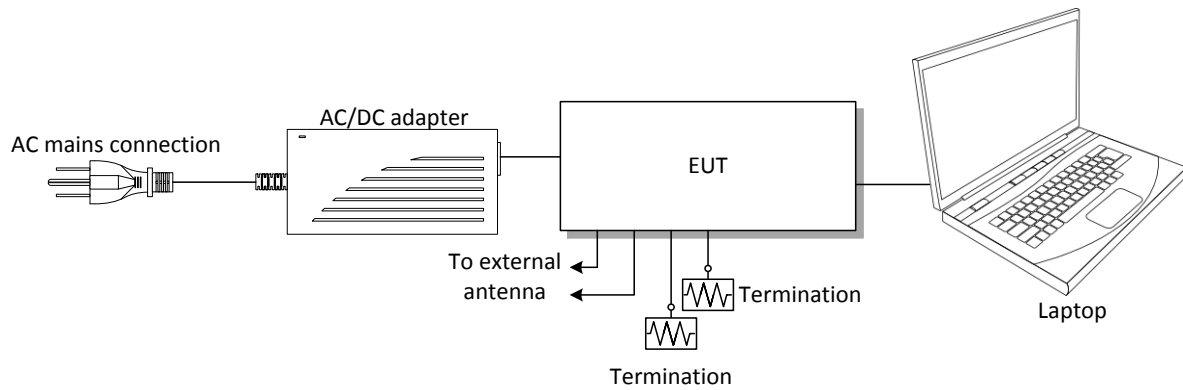 AC mains connection
AC/DC adapter
EUT
To external
antenna
Termination
Termination
Laptop